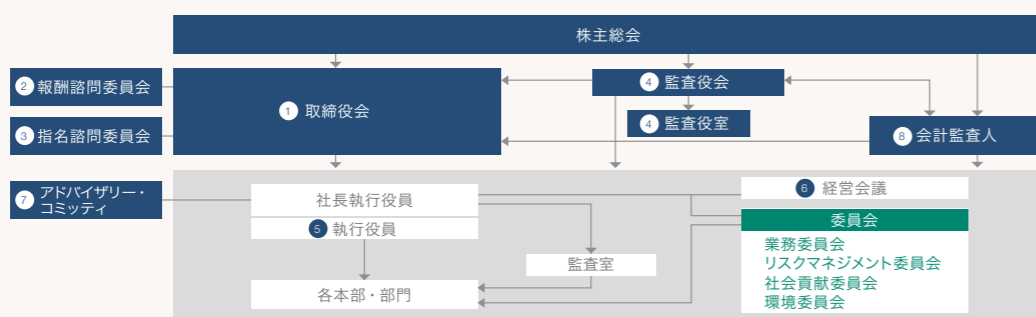 株主総会
② 報酬諮問委員会
① 取締役会
④ 監査役会
④ 監査役室
③ 指名諮問委員会
⑧ 会計監査人
⑦ アドバイザリー・
コミッティ
社長執行役員
⑥ 経営会議
⑤ 執行役員
委員会
業務委員会
リスクマネジメント委員会
社会貢献委員会
環境委員会
監査室
各本部・部門